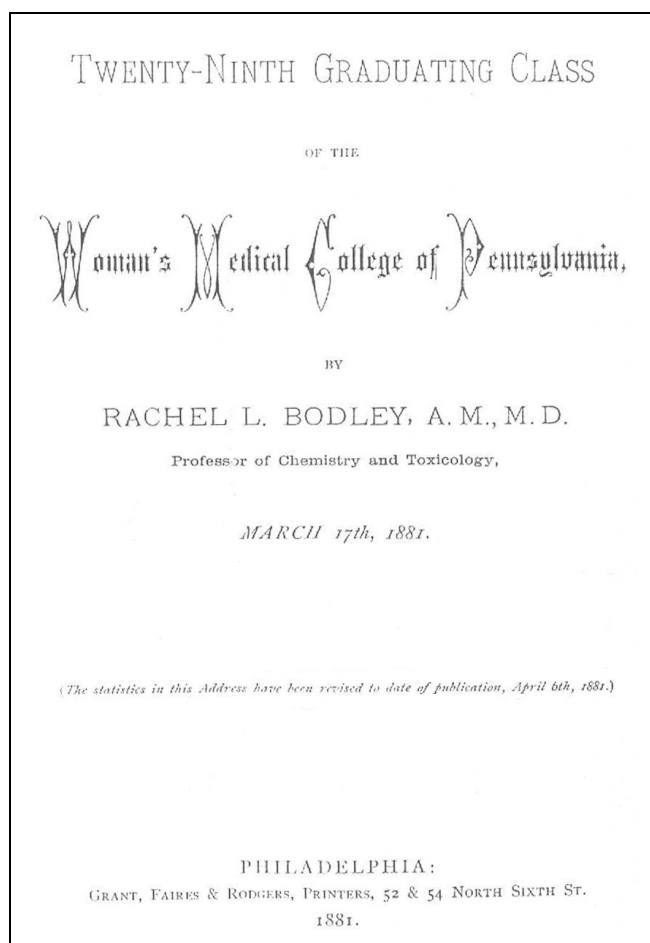 TWENTY-NINTH GRADUATING CLASS
OF THE
Woman's Medical College of Pennsylvania,
BY
RACHEL L. BODLEY, A. M., M. D.
Professor of Chemistry and Toxicology,
MARCH 17th, 1881.
(The statistics in this Address have been revised to date of publication, April 6th, 1881.)
PHILADELPHIA:
GRANT, FAIRES & RODGERS, PRINTERS, 52 & 54 NORTH SIXTH ST.
1881.